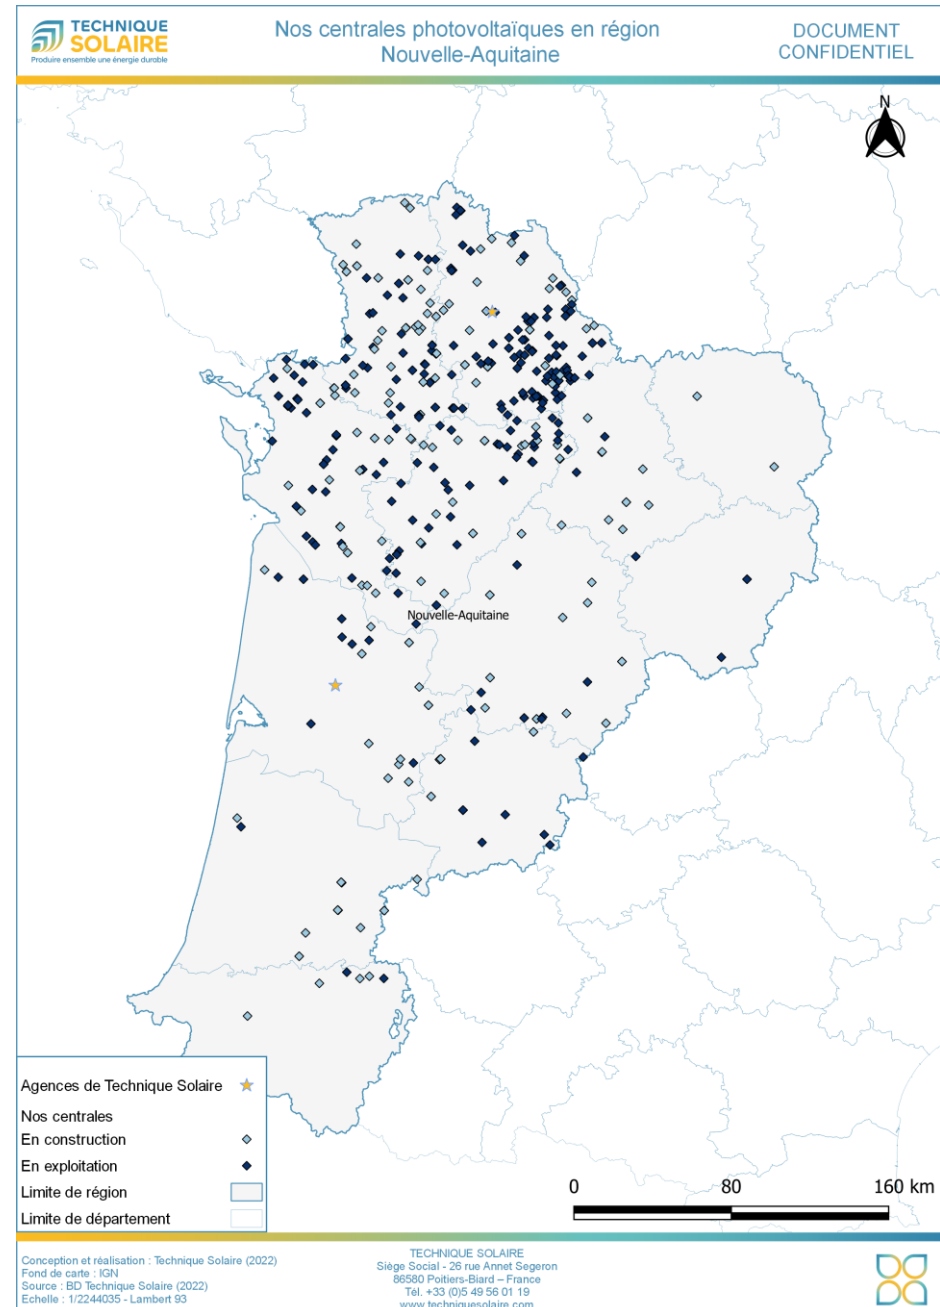 TECHNIQUE
SOLAIRE
Produire ensemble une énergie durable
Nos centrales photovoltaïques en région
Nouvelle-Aquitaine
DOCUMENT
CONFIDENTIEL
N
Nouvelle-Aquitaine
Agences de Technique Solaire
Nos centrales
En construction
En exploitation
Limite de région
Limite de département
0 80 160 km
Conception et réalisation : Technique Solaire (2022)
Fond de carte : IGN
Source : BD Technique Solaire (2022)
Echelle : 1/2244035 - Lambert 93
TECHNIQUE SOLAIRE
Siège Social - 26 rue Annet Segeron
86580 Poitiers-Biard – France
Tél. +33 (0)5 49 56 01 19
www.techniquesolaire.com